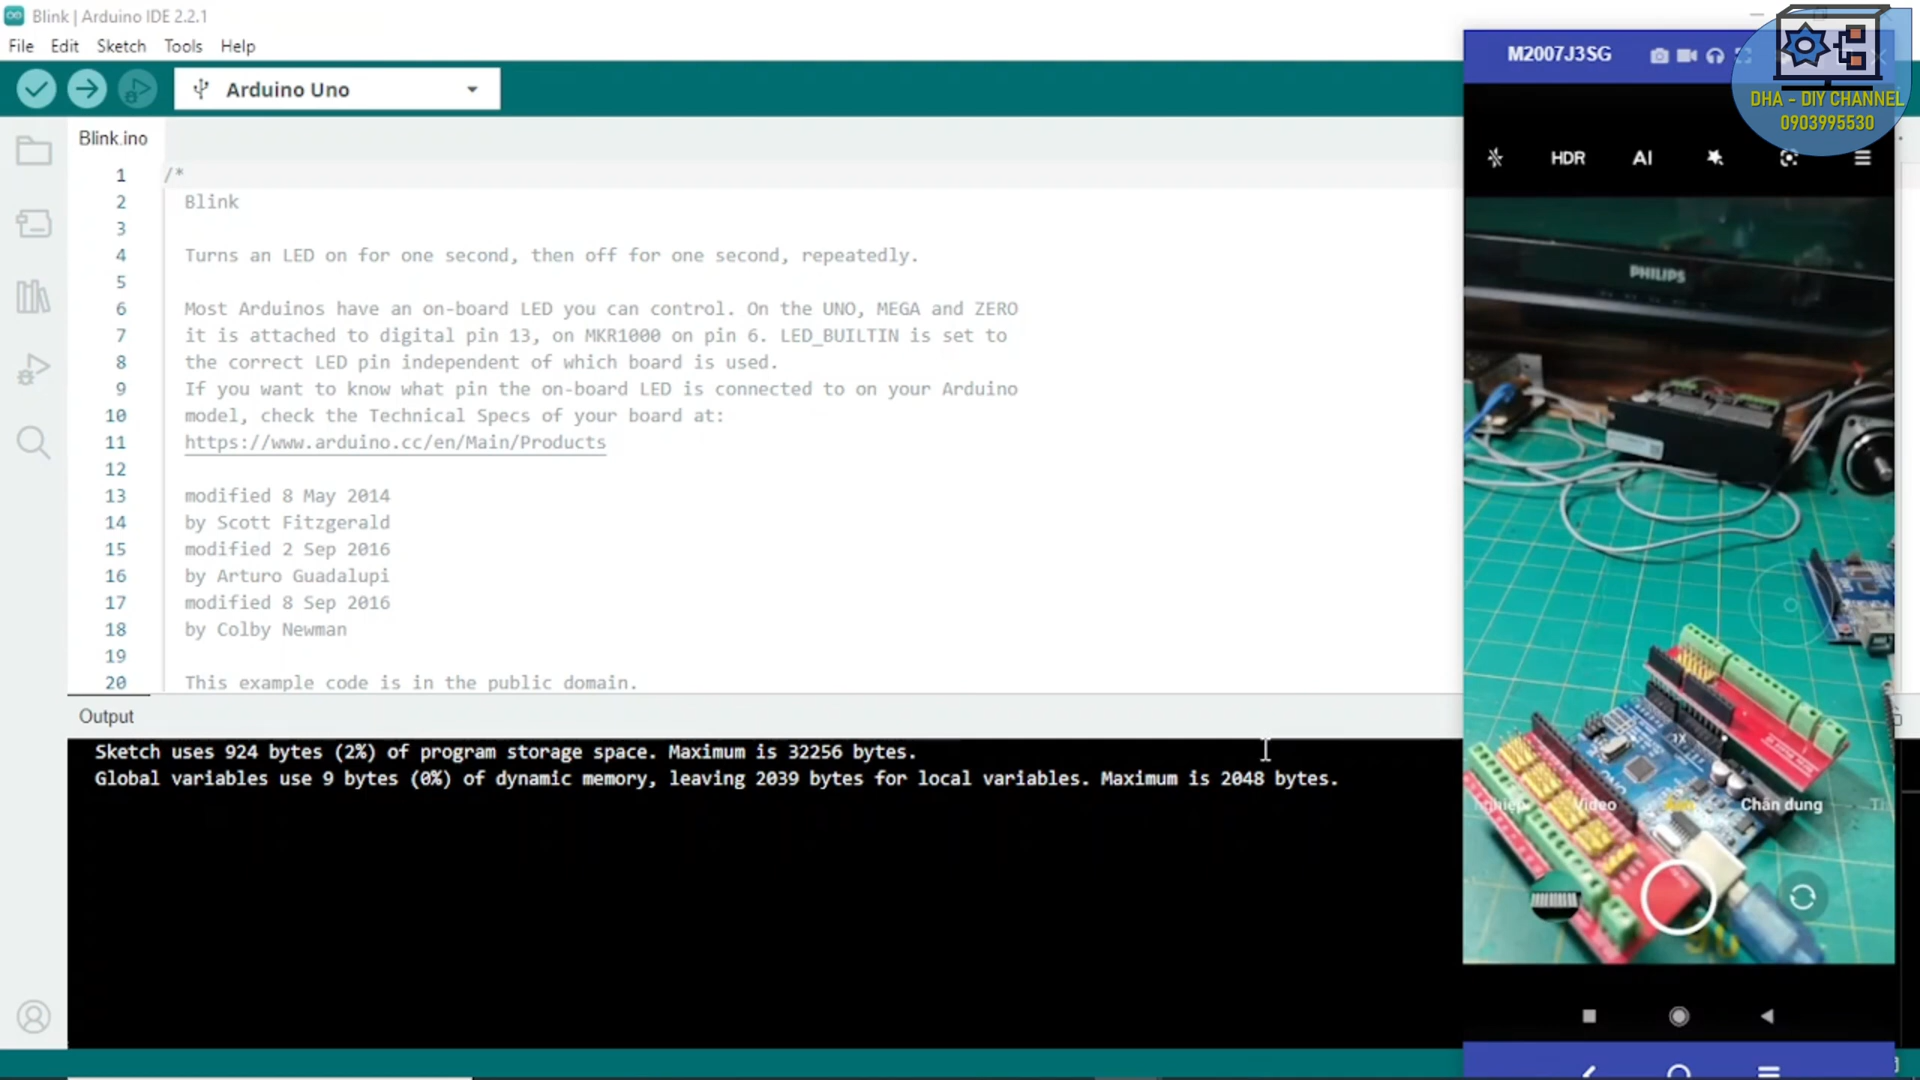 Blink | Arduino IDE 2.2.1
File Edit Sketch Tools Help
Arduino Uno
Blink.ino
1 /*
2 Blink
3
4 Turns an LED on for one second, then off for one second, repeatedly.
5
6 Most Arduinos have an on-board LED you can control. On the UNO, MEGA and ZERO
7 it is attached to digital pin 13, on MKR1000 on pin 6. LED_BUILTIN is set to
8 the correct LED pin independent of which board is used.
9 If you want to know what pin the on-board LED is connected to on your Arduino
10 model, check the Technical Specs of your board at:
11 https://www.arduino.cc/en/Main/Products
12
13 modified 8 May 2014
14 by Scott Fitzgerald
15 modified 2 Sep 2016
16 by Arturo Guadalupi
17 modified 8 Sep 2016
18 by Colby Newman
19
20 This example code is in the public domain.
Output
Sketch uses 924 bytes (2%) of program storage space. Maximum is 32256 bytes.
Global variables use 9 bytes (0%) of dynamic memory, leaving 2039 bytes for local variables. Maximum is 2048 bytes.
M2007J3SG
DHA - DIY CHANNEL
0903995530
HDR AI
PHILIPS
1X
Video Chân dung